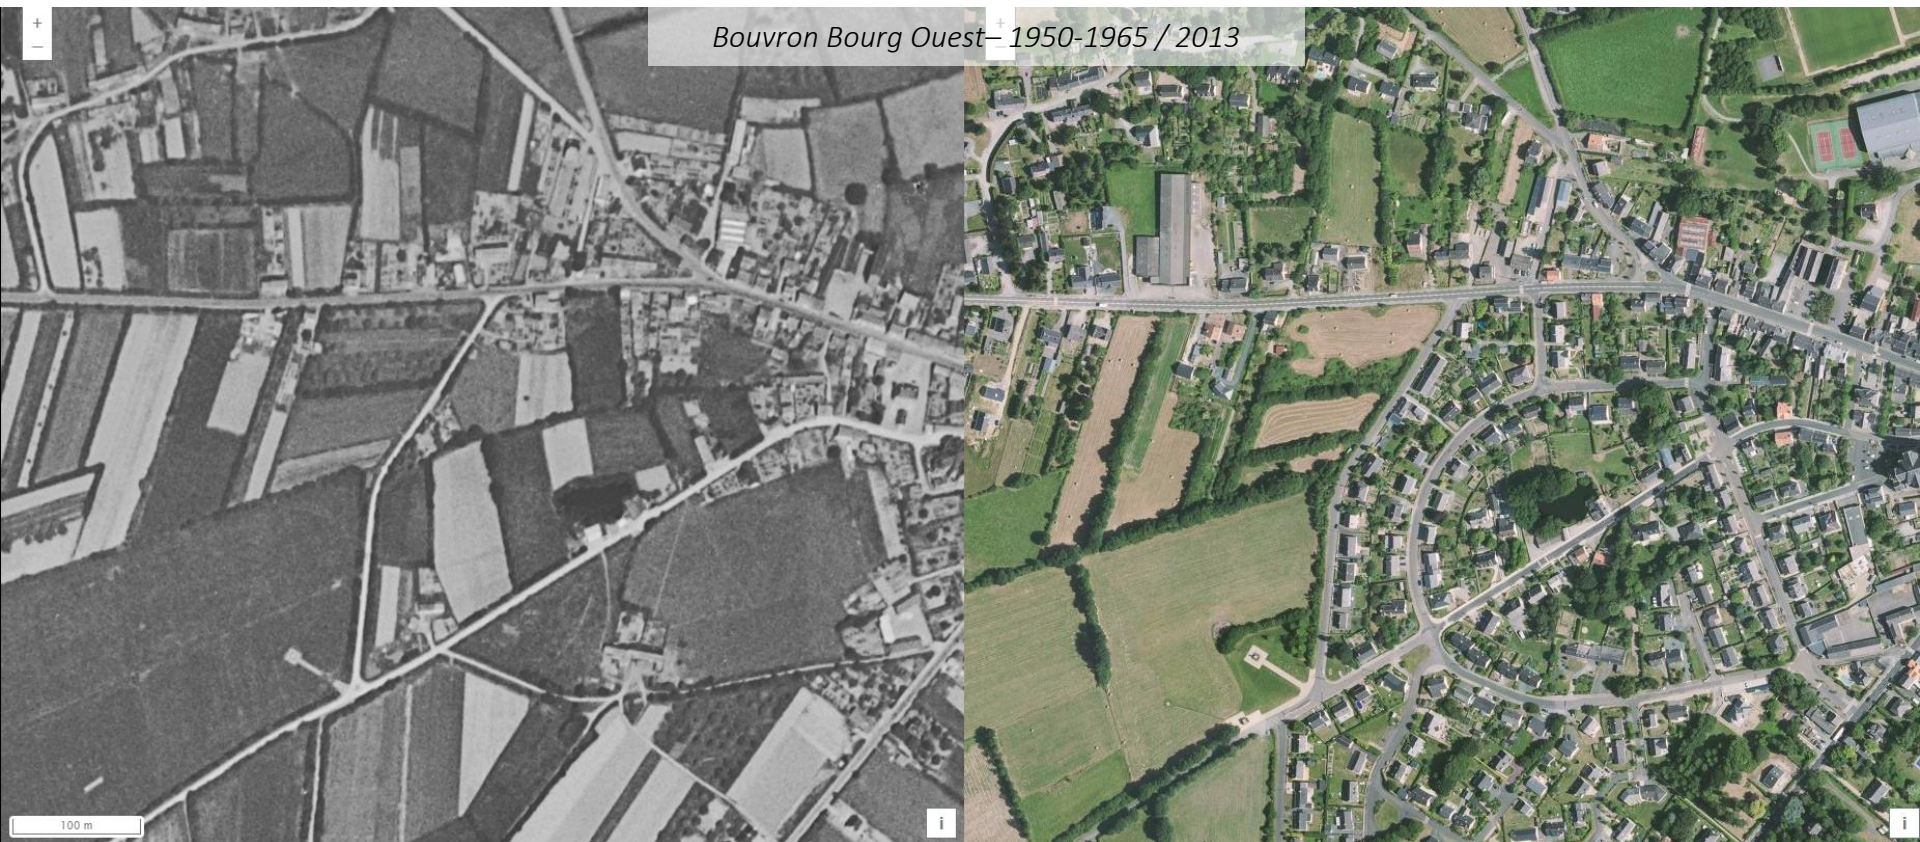 +
Bouvron Bourg Ouest– 1950-1965 / 2013
+
–
100 m
i
i